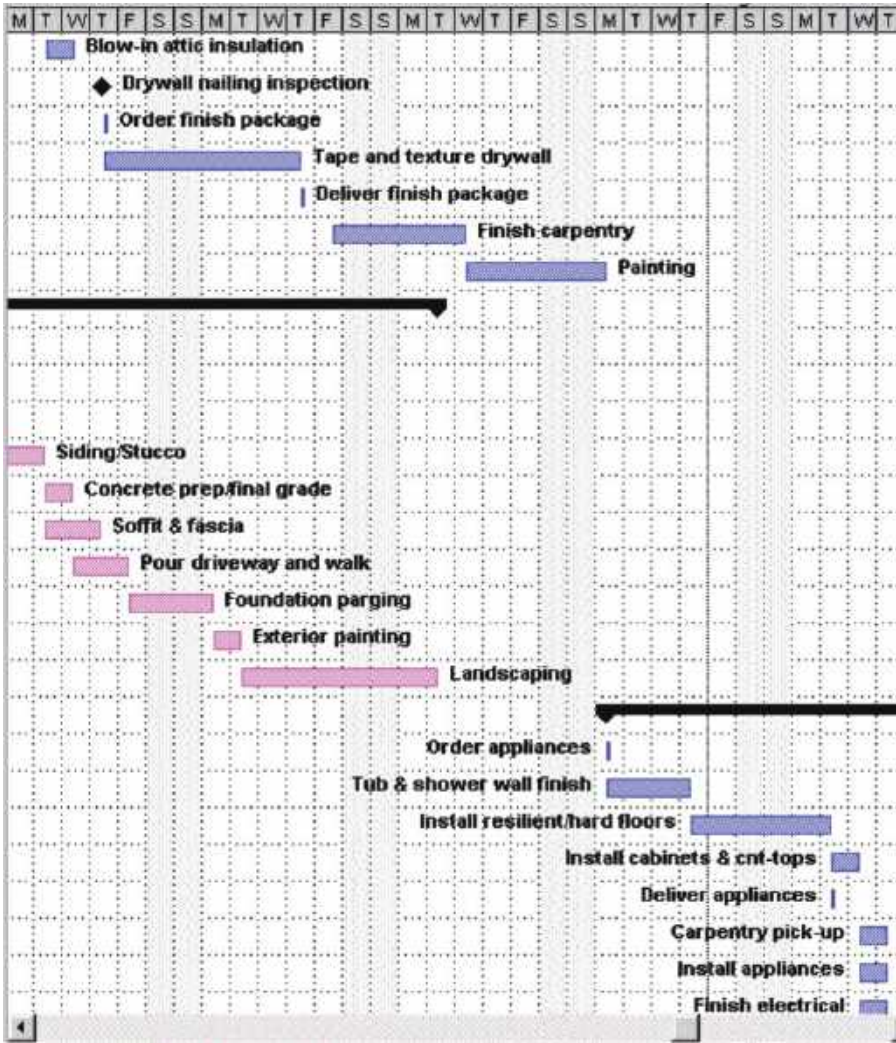 M T W T F S S M T W T F S S M T W T F S S M T W T F S S M T W T
Blow-in attic insulation
Drywall nailing inspection
Order finish package
Tape and texture drywall
Deliver finish package
Finish carpentry
Painting
Siding/Stucco
Concrete prep/final grade
Soffit & fascia
Pour driveway and walk
Foundation parging
Exterior painting
Landscaping
Order appliances
Tub & shower wall finish
Install resilient/hard floors
Install cabinets & cnt-tops
Deliver appliances
Carpentry pick-up
Install appliances
Finish electrical